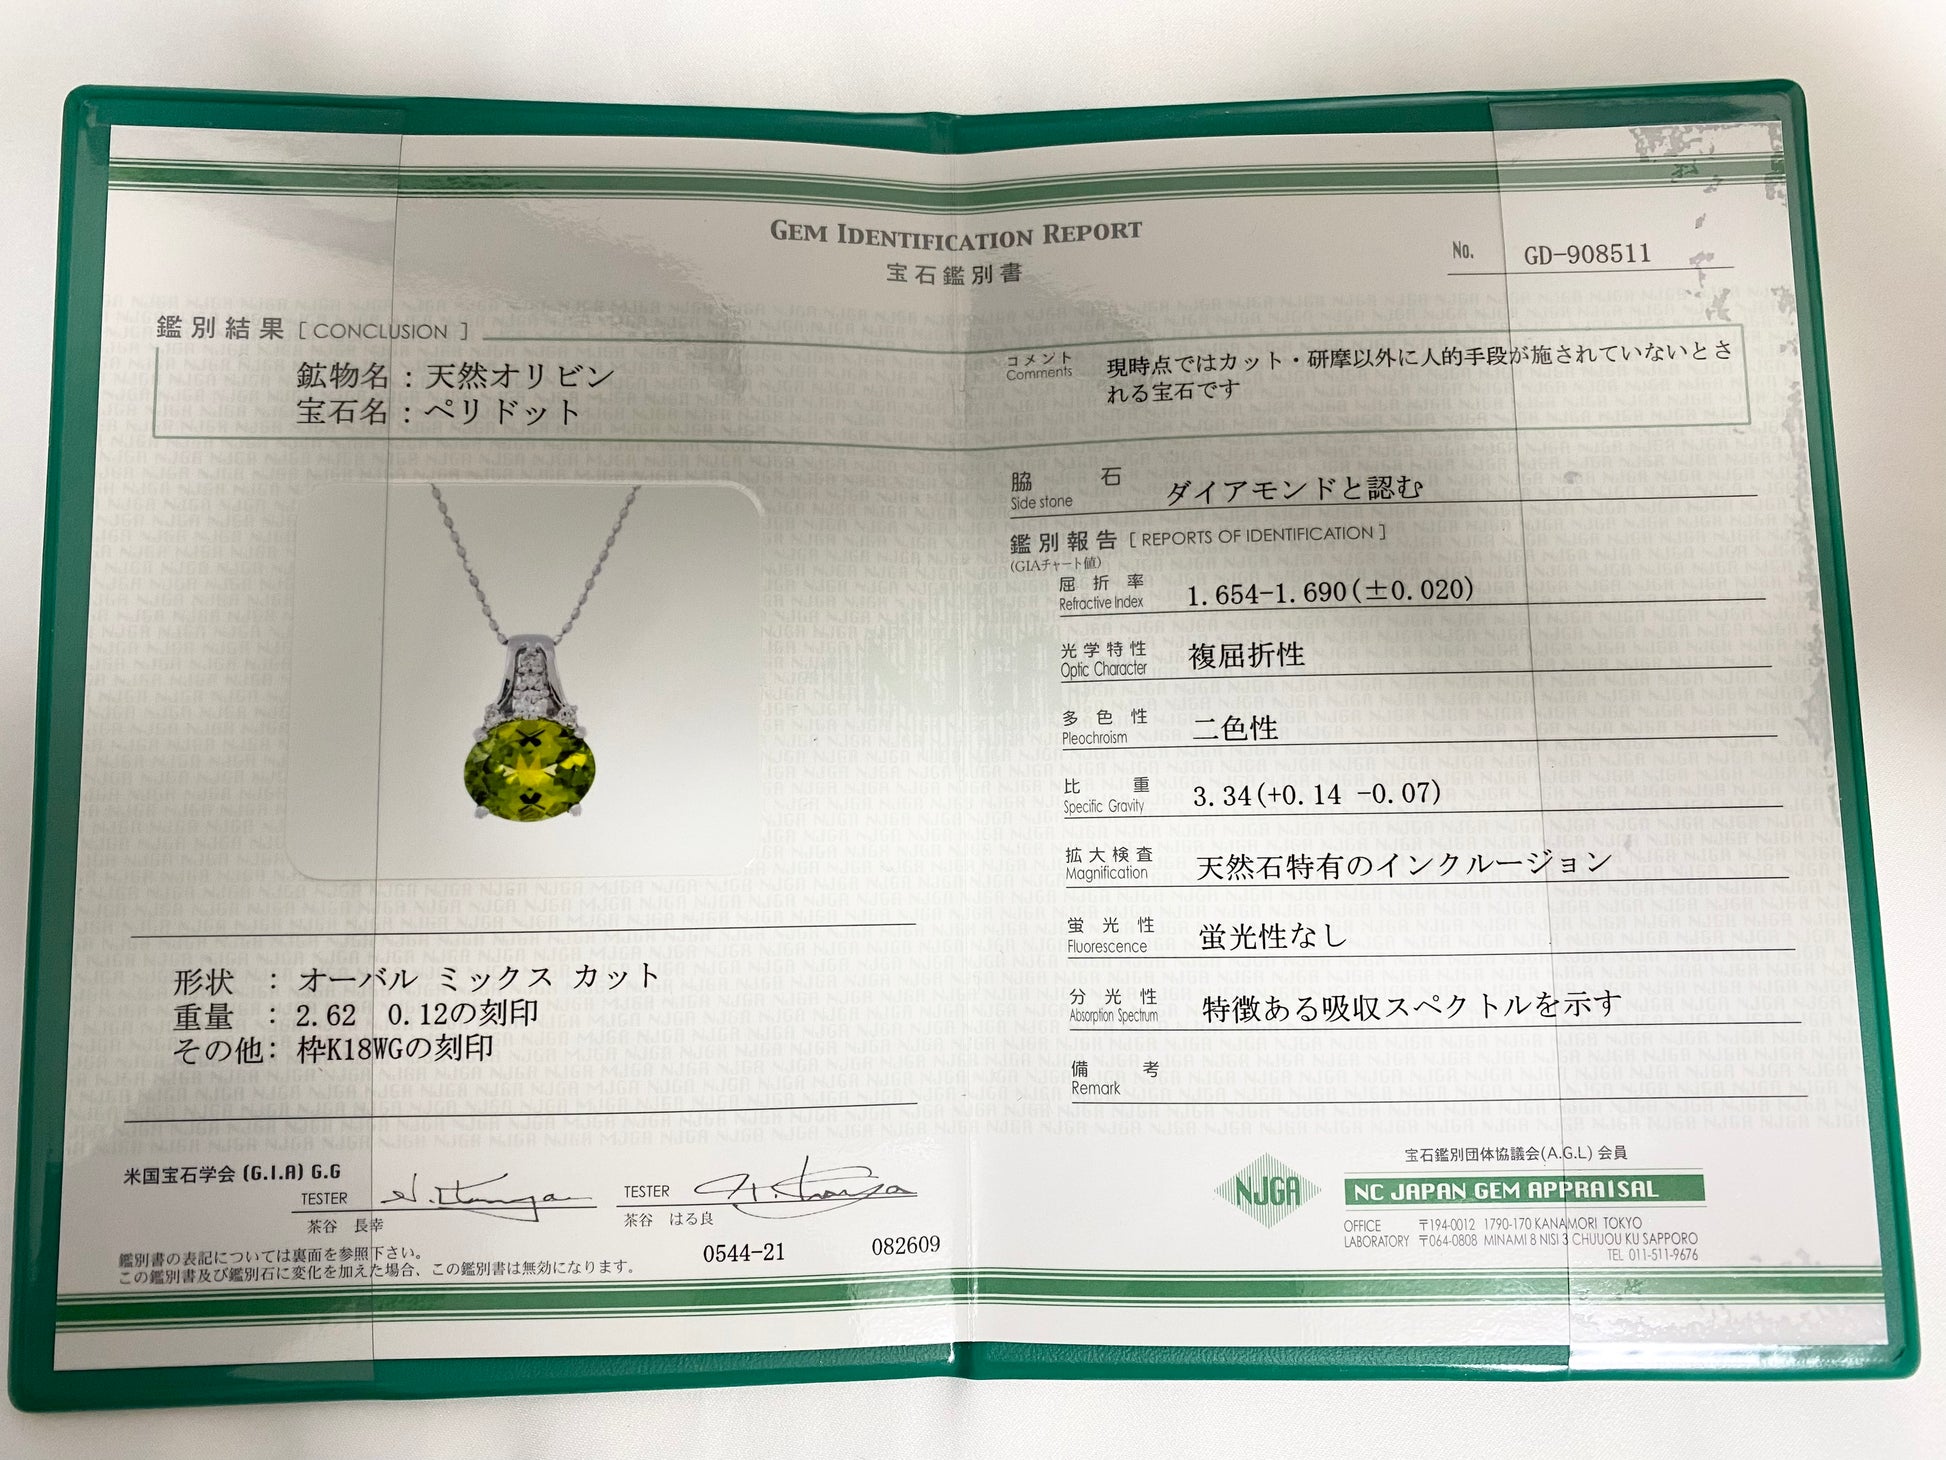 GEM IDENTIFICATION REPORT
宝石鑑別書
No. GD-908511
鑑別結果 [ CONCLUSION ]
鉱物名：天然オリビン
宝石名：ペリドット
コメント
Comments
現時点ではカット・研摩以外に人的手段が施されていないとさ
れる宝石です
脇石
Side stone
ダイアモンドと認む
鑑別報告 [ REPORTS OF IDENTIFICATION ]
(GIAチャート値)
屈折率
Refractive Index
1.654-1.690(±0.020)
光学特性
Optic Character
複屈折性
多色性
Pleochroism
二色性
比重
Specific Gravity
3.34(+0.14 -0.07)
拡大検査
Magnification
天然石特有のインクルージョン
蛍光性
Fluorescence
蛍光性なし
分光性
Absorption Spectrum
特徴ある吸収スペクトルを示す
備考
Remark
形状 ：オーバル ミックス カット
重量 ：2.62 0.12の刻印
その他：枠K18WGの刻印
米国宝石学会 (G.I.A) G.G
TESTER
茶谷 長幸
TESTER
茶谷 はる良
鑑別書の表記については裏面を参照下さい。
この鑑別書及び鑑別石に変化を加えた場合、この鑑別書は無効になります。
0544-21 082609
NJGA
宝石鑑別団体協議会(A.G.L) 会員
NC JAPAN GEM APPRAISAL
OFFICE 〒194-0012 1790-170 KANAMORI TOKYO
LABORATORY 〒064-0808 MINAMI 8 NISI 3 CHUUOU KU SAPPORO
TEL 011-511-9676